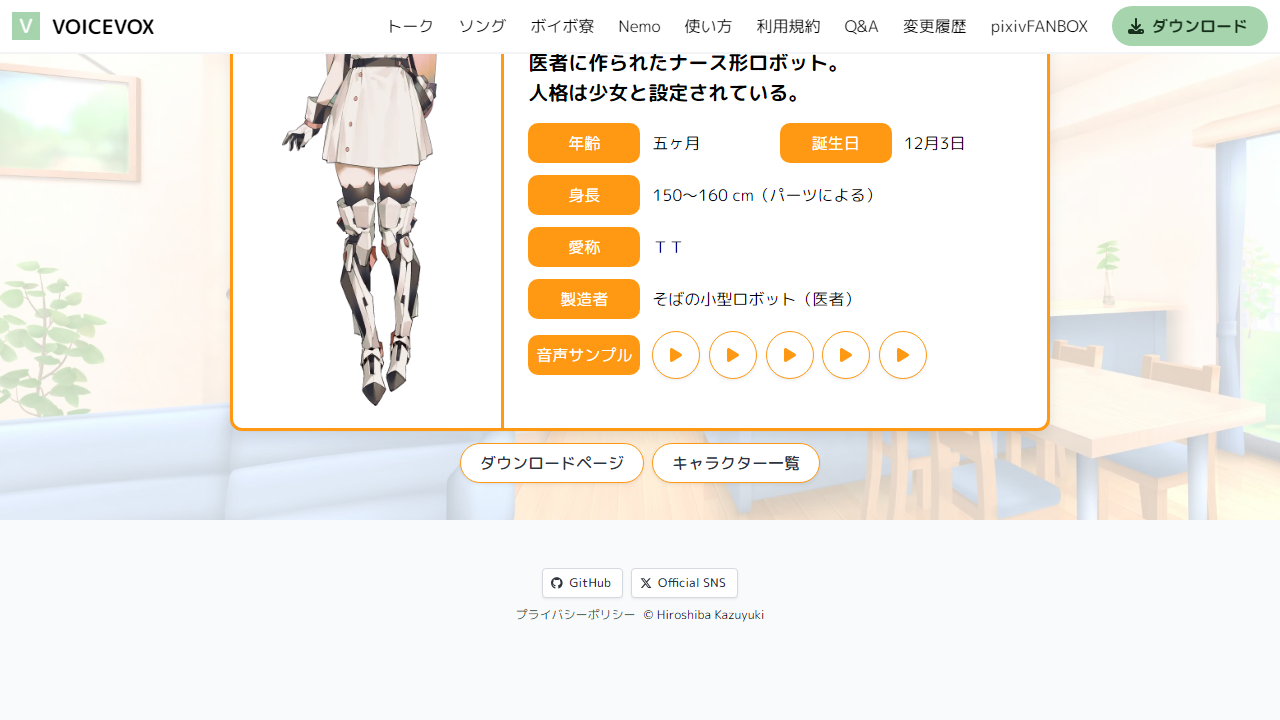 V VOICEVOX トーク ソング ボイボ寮 Nemo 使い方 利用規約 Q&A 変更履歴 pixivFANBOX ダウンロード
医者に作られたナース形ロボット。
人格は少女と設定されている。
年齢 五ヶ月 誕生日 12月3日
身長 150〜160 cm（パーツによる）
愛称 ＴＴ
製造者 そばの小型ロボット（医者）
音声サンプル
ダウンロードページ キャラクター一覧
GitHub Official SNS
プライバシーポリシー © Hiroshiba Kazuyuki